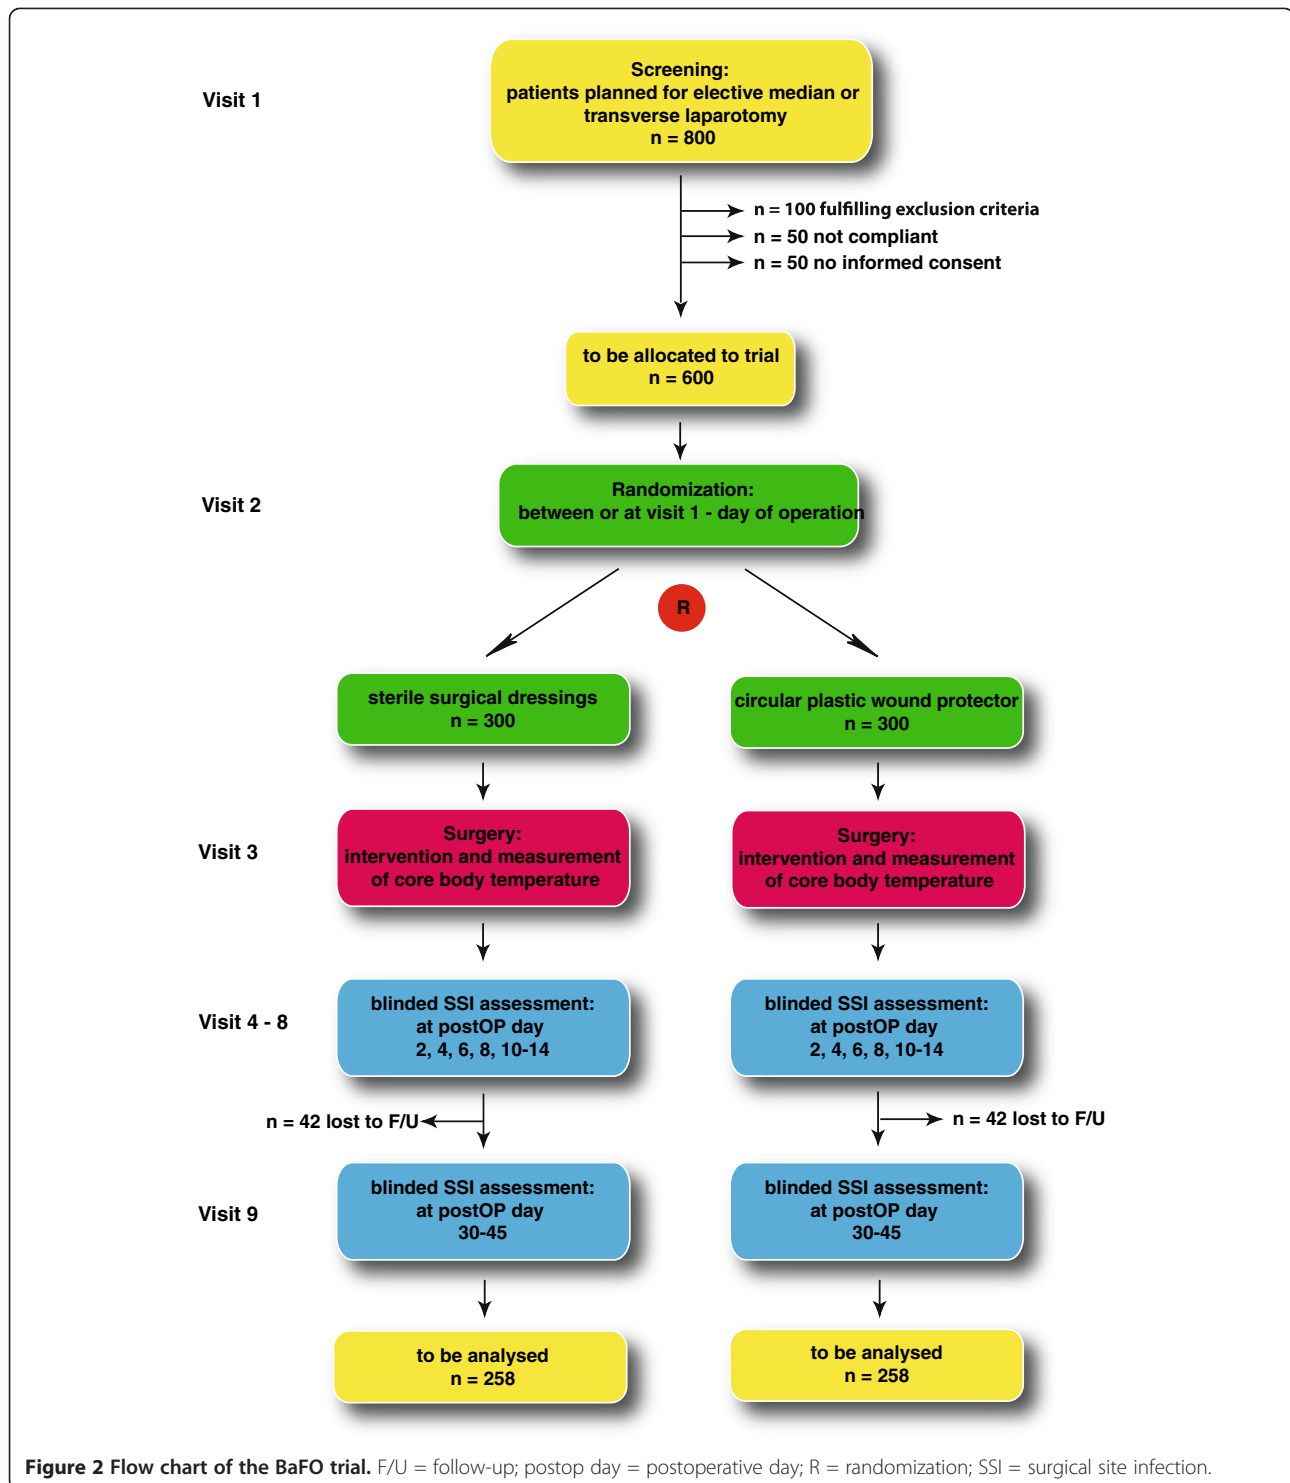 Visit 1
Screening:
patients planned for elective median or
transverse laparotomy
n = 800
n = 100 fulfilling exclusion criteria
n = 50 not compliant
n = 50 no informed consent
to be allocated to trial
n = 600
Visit 2
Randomization:
between or at visit 1 - day of operation
R
sterile surgical dressings
n = 300
circular plastic wound protector
n = 300
Visit 3
Surgery:
intervention and measurement
of core body temperature
Surgery:
intervention and measurement
of core body temperature
Visit 4 - 8
blinded SSI assessment:
at postOP day
2, 4, 6, 8, 10-14
blinded SSI assessment:
at postOP day
2, 4, 6, 8, 10-14
n = 42 lost to F/U
n = 42 lost to F/U
Visit 9
blinded SSI assessment:
at postOP day
30-45
blinded SSI assessment:
at postOP day
30-45
to be analysed
n = 258
to be analysed
n = 258
Figure 2 Flow chart of the BaFO trial. F/U = follow-up; postop day = postoperative day; R = randomization; SSI = surgical site infection.